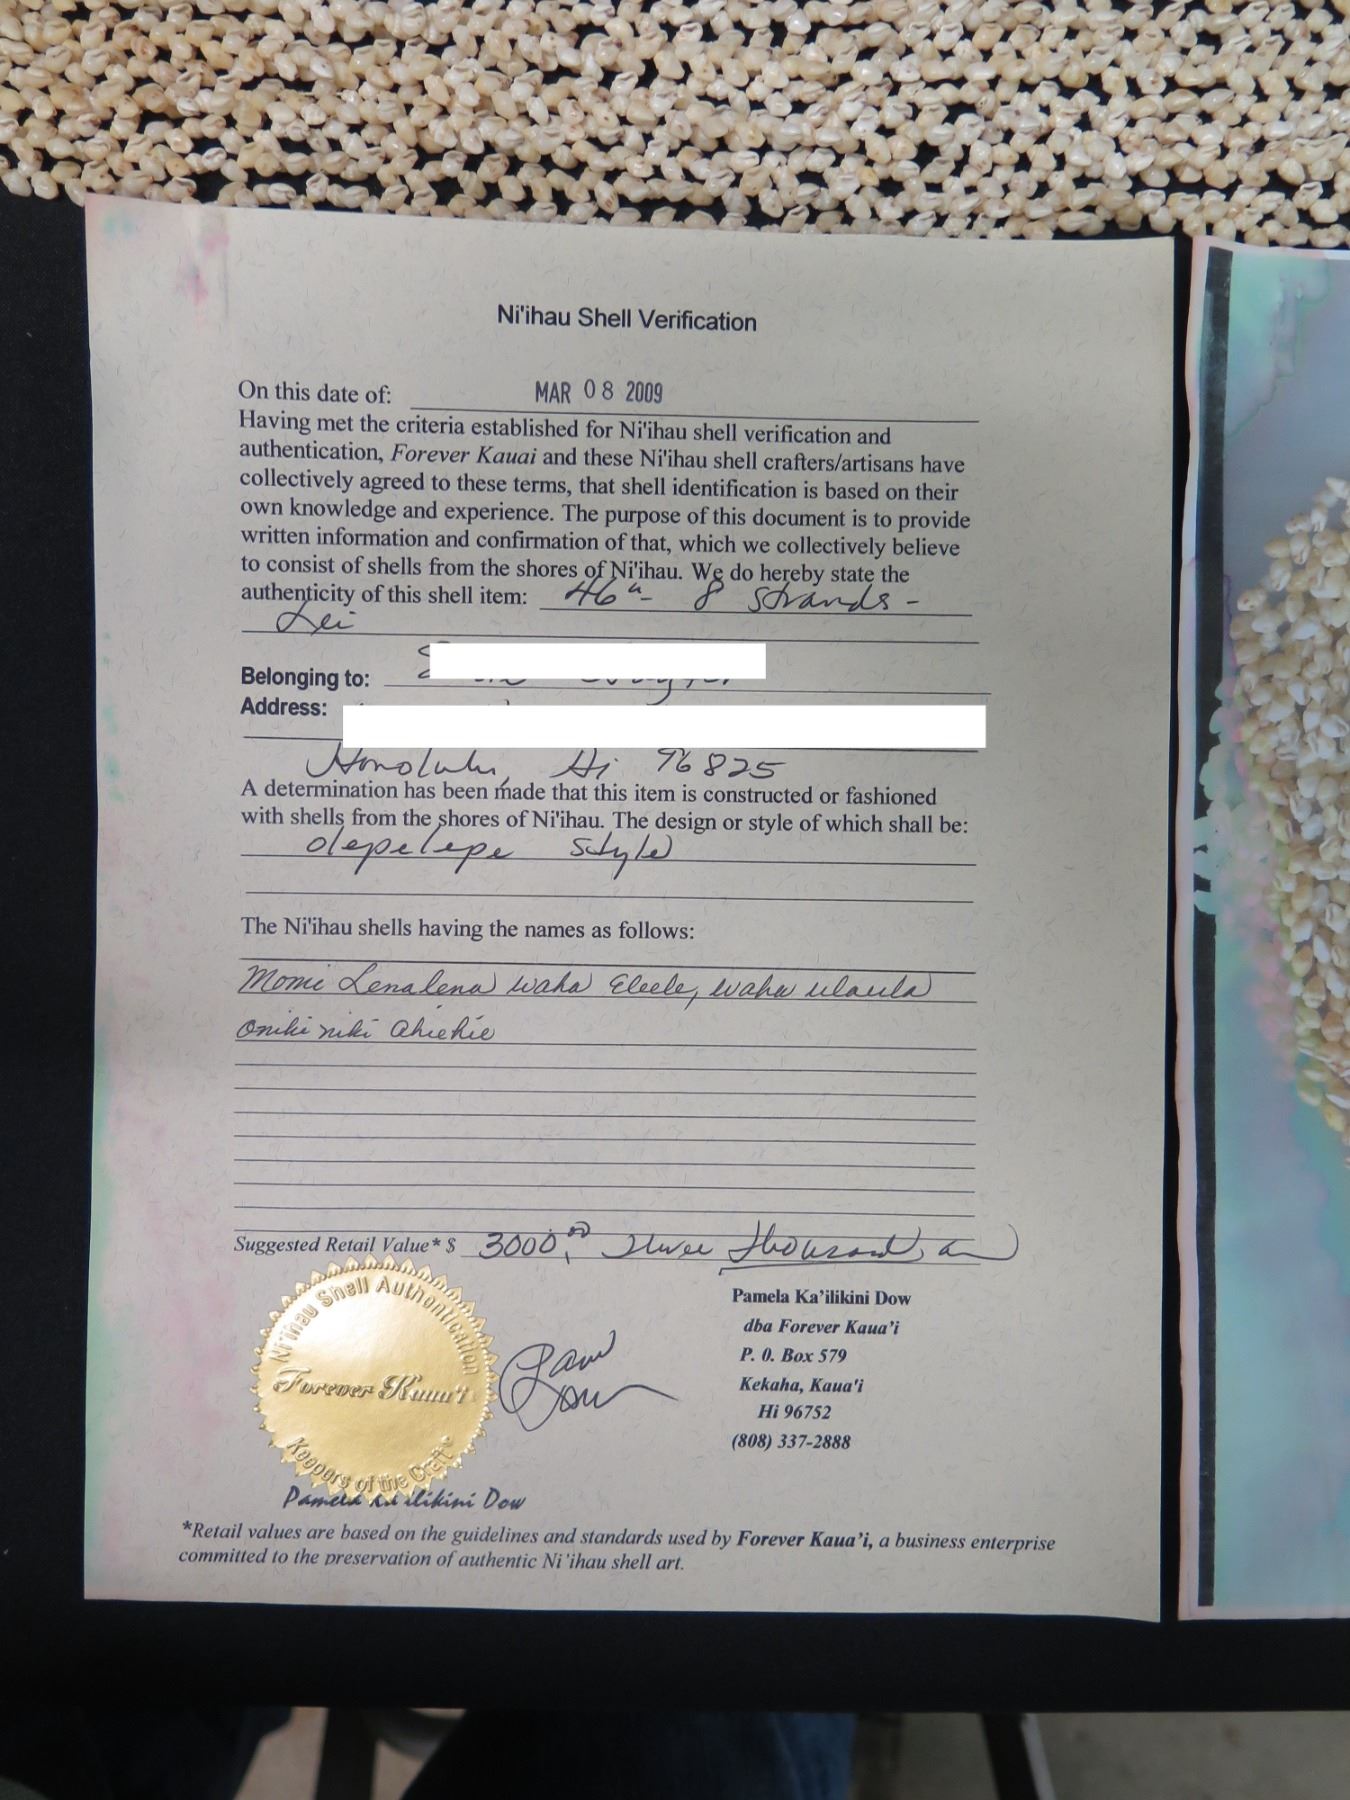 Ni'ihau Shell Verification
On this date of: MAR 08 2009
Having met the criteria established for Ni'ihau shell verification and
authentication, Forever Kauai and these Ni'ihau shell crafters/artisans have
collectively agreed to these terms, that shell identification is based on their
own knowledge and experience. The purpose of this document is to provide
written information and confirmation of that, which we collectively believe
to consist of shells from the shores of Ni'ihau. We do hereby state the
authenticity of this shell item: 46" - 8 strands -
Lei
Belonging to:
Address:
Honolulu, Hi 96825
A determination has been made that this item is constructed or fashioned
with shells from the shores of Ni'ihau. The design or style of which shall be:
olepelepe style
The Ni'ihau shells having the names as follows:
Momi Lenalena waha Eleele, waha ulaula
Onikiniki Ahiehie
Suggested Retail Value* $ 3000.00 Three thousand
Pamela Ka'ilikini Dow
dba Forever Kaua'i
P. O. Box 579
Kekaha, Kaua'i
Hi 96752
(808) 337-2888
Ni'ihau Shell Authentication
Forever Kaua'i
Keepers of the Craft
Pam Dow
Pamela Ka'ilikini Dow
*Retail values are based on the guidelines and standards used by Forever Kaua'i, a business enterprise
committed to the preservation of authentic Ni'ihau shell art.